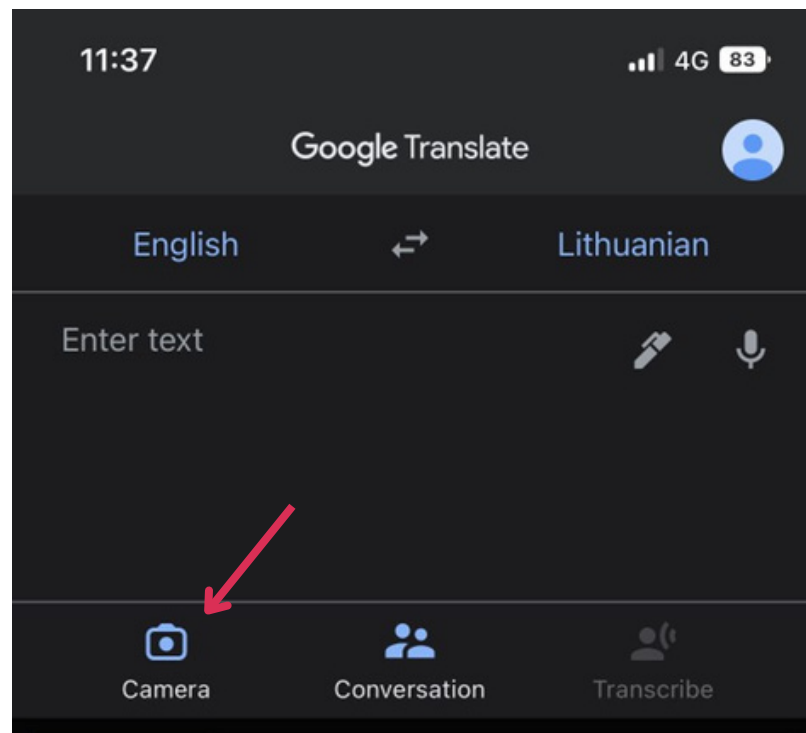 11:37 4G 83
Google Translate
English Lithuanian
Enter text
Camera Conversation Transcribe